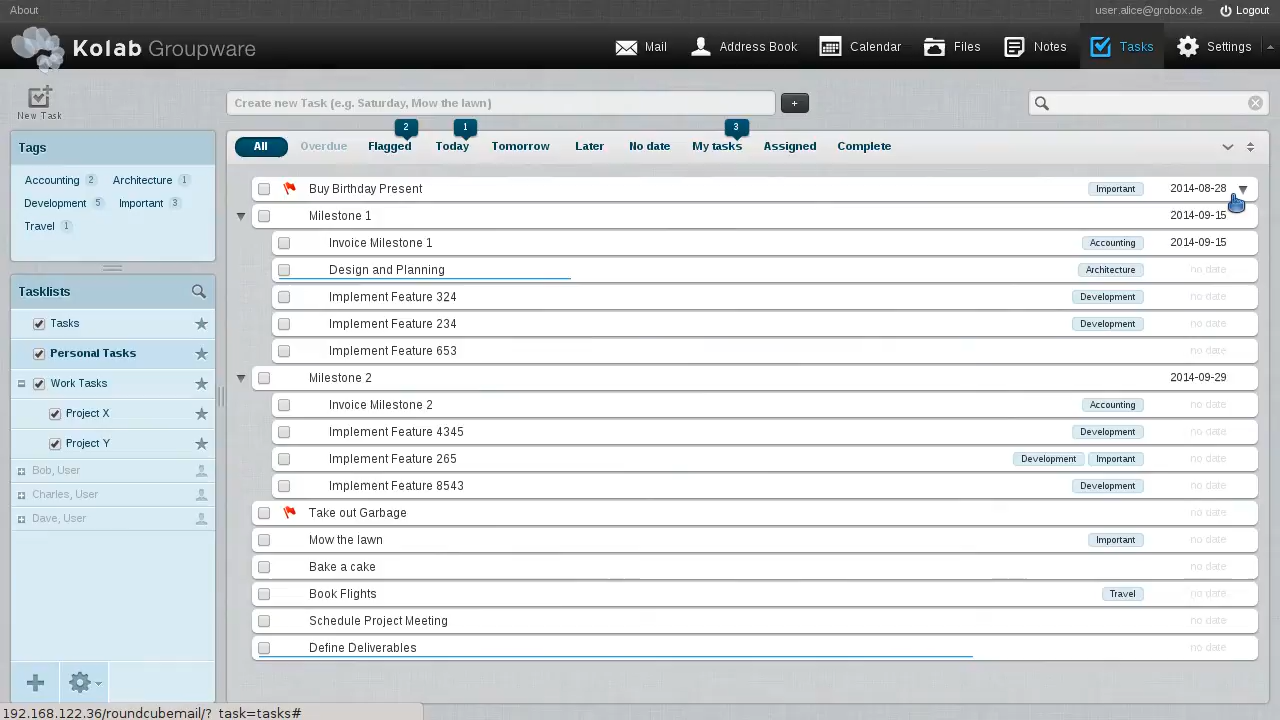 About
user.alice@grobox.de Logout
Kolab Groupware
Mail Address Book Calendar Files Notes Tasks Settings
New Task
Create new Task (e.g. Saturday, Mow the lawn) +
Tags
Accounting 2 Architecture 1
Development 5 Important 3
Travel 1
Tasklists
Tasks
Personal Tasks
Work Tasks
Project X
Project Y
Bob, User
Charles, User
Dave, User
2 1 3
All Overdue Flagged Today Tomorrow Later No date My tasks Assigned Complete
Buy Birthday Present Important 2014-08-28
Milestone 1 2014-09-15
Invoice Milestone 1 Accounting 2014-09-15
Design and Planning Architecture no date
Implement Feature 324 Development no date
Implement Feature 234 Development no date
Implement Feature 653 no date
Milestone 2 2014-09-29
Invoice Milestone 2 Accounting no date
Implement Feature 4345 Development no date
Implement Feature 265 Development Important no date
Implement Feature 8543 Development no date
Take out Garbage no date
Mow the lawn Important no date
Bake a cake no date
Book Flights Travel no date
Schedule Project Meeting no date
Define Deliverables no date
192.168.122.36/roundcubemail/?_task=tasks#